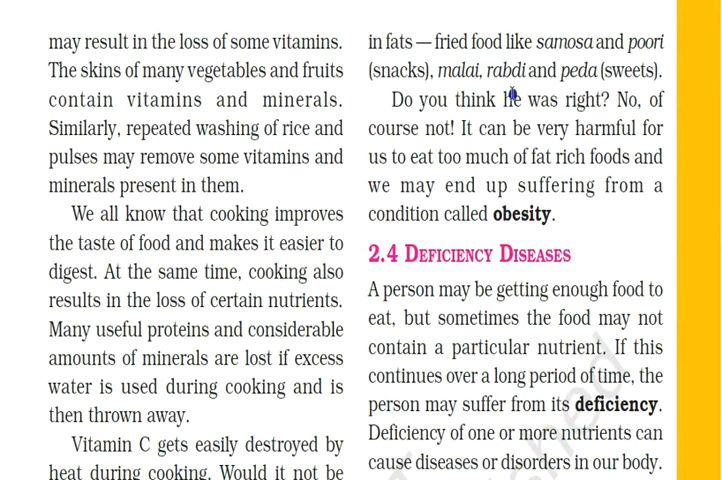 may result in the loss of some vitamins.
The skins of many vegetables and fruits
contain vitamins and minerals.
Similarly, repeated washing of rice and
pulses may remove some vitamins and
minerals present in them.
We all know that cooking improves
the taste of food and makes it easier to
digest. At the same time, cooking also
results in the loss of certain nutrients.
Many useful proteins and considerable
amounts of minerals are lost if excess
water is used during cooking and is
then thrown away.
Vitamin C gets easily destroyed by
heat during cooking. Would it not be
in fats — fried food like samosa and poori
(snacks), malai, rabdi and peda (sweets).
Do you think he was right? No, of
course not! It can be very harmful for
us to eat too much of fat rich foods and
we may end up suffering from a
condition called obesity.
2.4 DEFICIENCY DISEASES
A person may be getting enough food to
eat, but sometimes the food may not
contain a particular nutrient. If this
continues over a long period of time, the
person may suffer from its deficiency.
Deficiency of one or more nutrients can
cause diseases or disorders in our body.